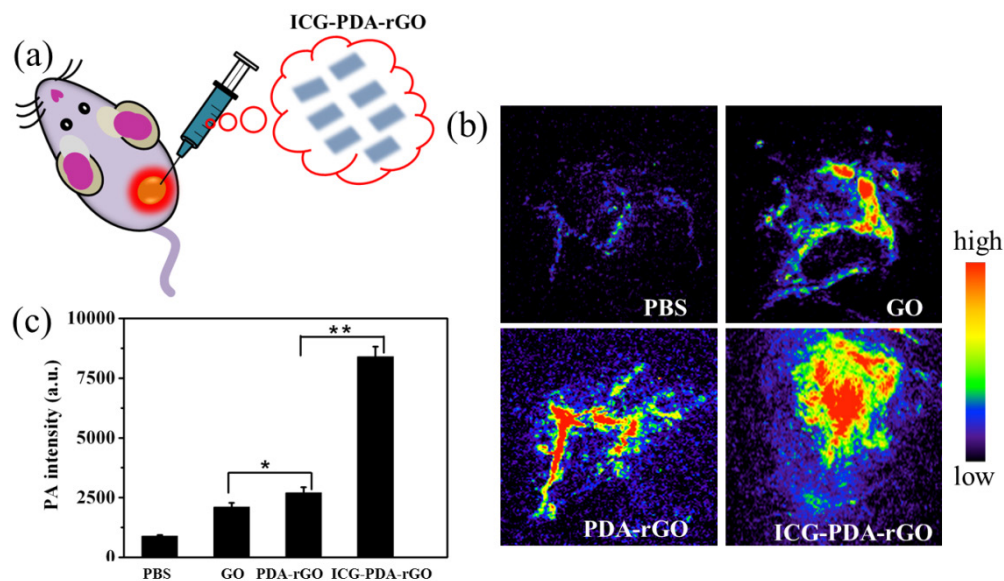 ICG-PDA-rGO
(a)
(b)
PBS
GO
high
low
PDA-rGO
ICG-PDA-rGO
(c)
PA intensity (a.u.)
10000
7500
5000
2500
0
*
**
PBS GO PDA-rGO ICG-PDA-rGO